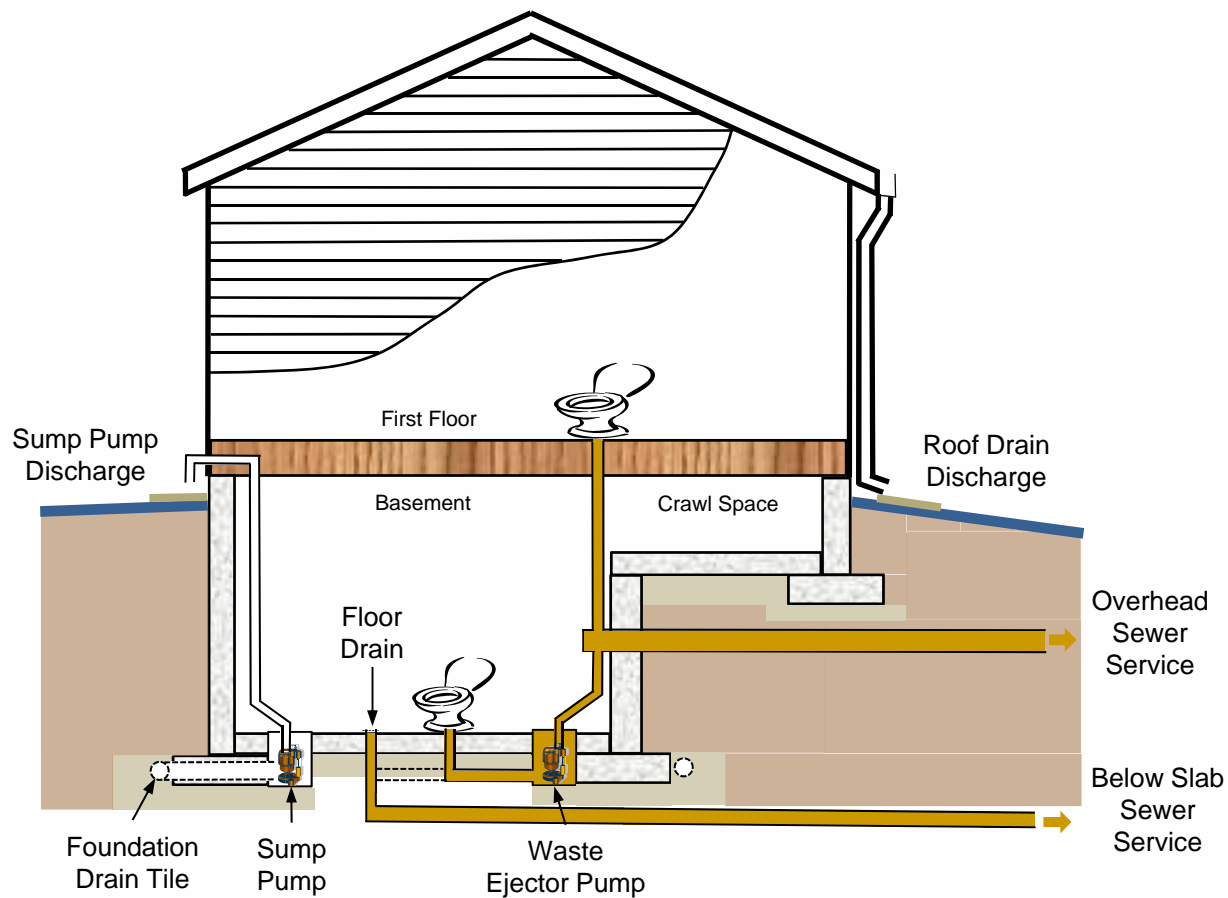 First Floor
Sump Pump
Discharge
Roof Drain
Discharge
Basement
Crawl Space
Floor
Drain
Overhead
Sewer
Service
Below Slab
Sewer
Service
Foundation
Drain Tile
Sump
Pump
Waste
Ejector Pump